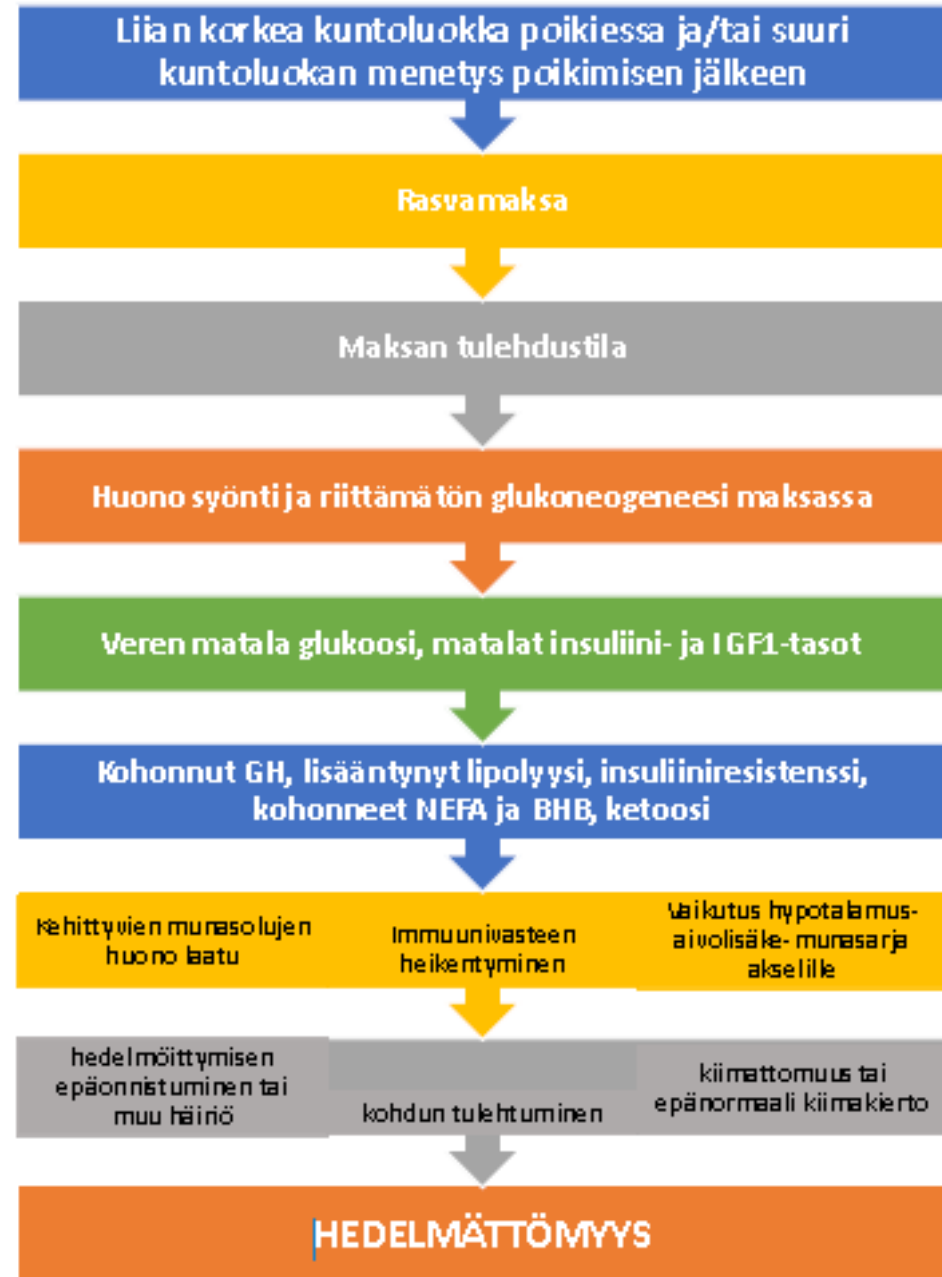 Liian korkea kuntoluokka poikiessa ja/tai suuri
kuntoluokan menetys poikimisen jälkeen
Rasvamaksa
Maksan tulehdustila
Huono syönti ja riittämätön glukoneogeneesi maksassa
Veren matala glukoosi, matalat insuliini- ja IGF1-tasot
Kohonnut GH, lisääntynyt lipolyysi, insuliiniresistenssi,
kohonneet NEFA ja BHB, ketoosi
Kehittyvien munasolujen
huono laatu
Immuunivasteen
heikentyminen
Vaikutus hypotalamus-
aivolisäke- munasarja
akselille
hedelmöittymisen
epäonnistuminen tai
muu häiriö
kohdun tulehtuminen
kiimattomuus tai
epänormaali kiimakierto
HEDELMÄTTÖMYYS